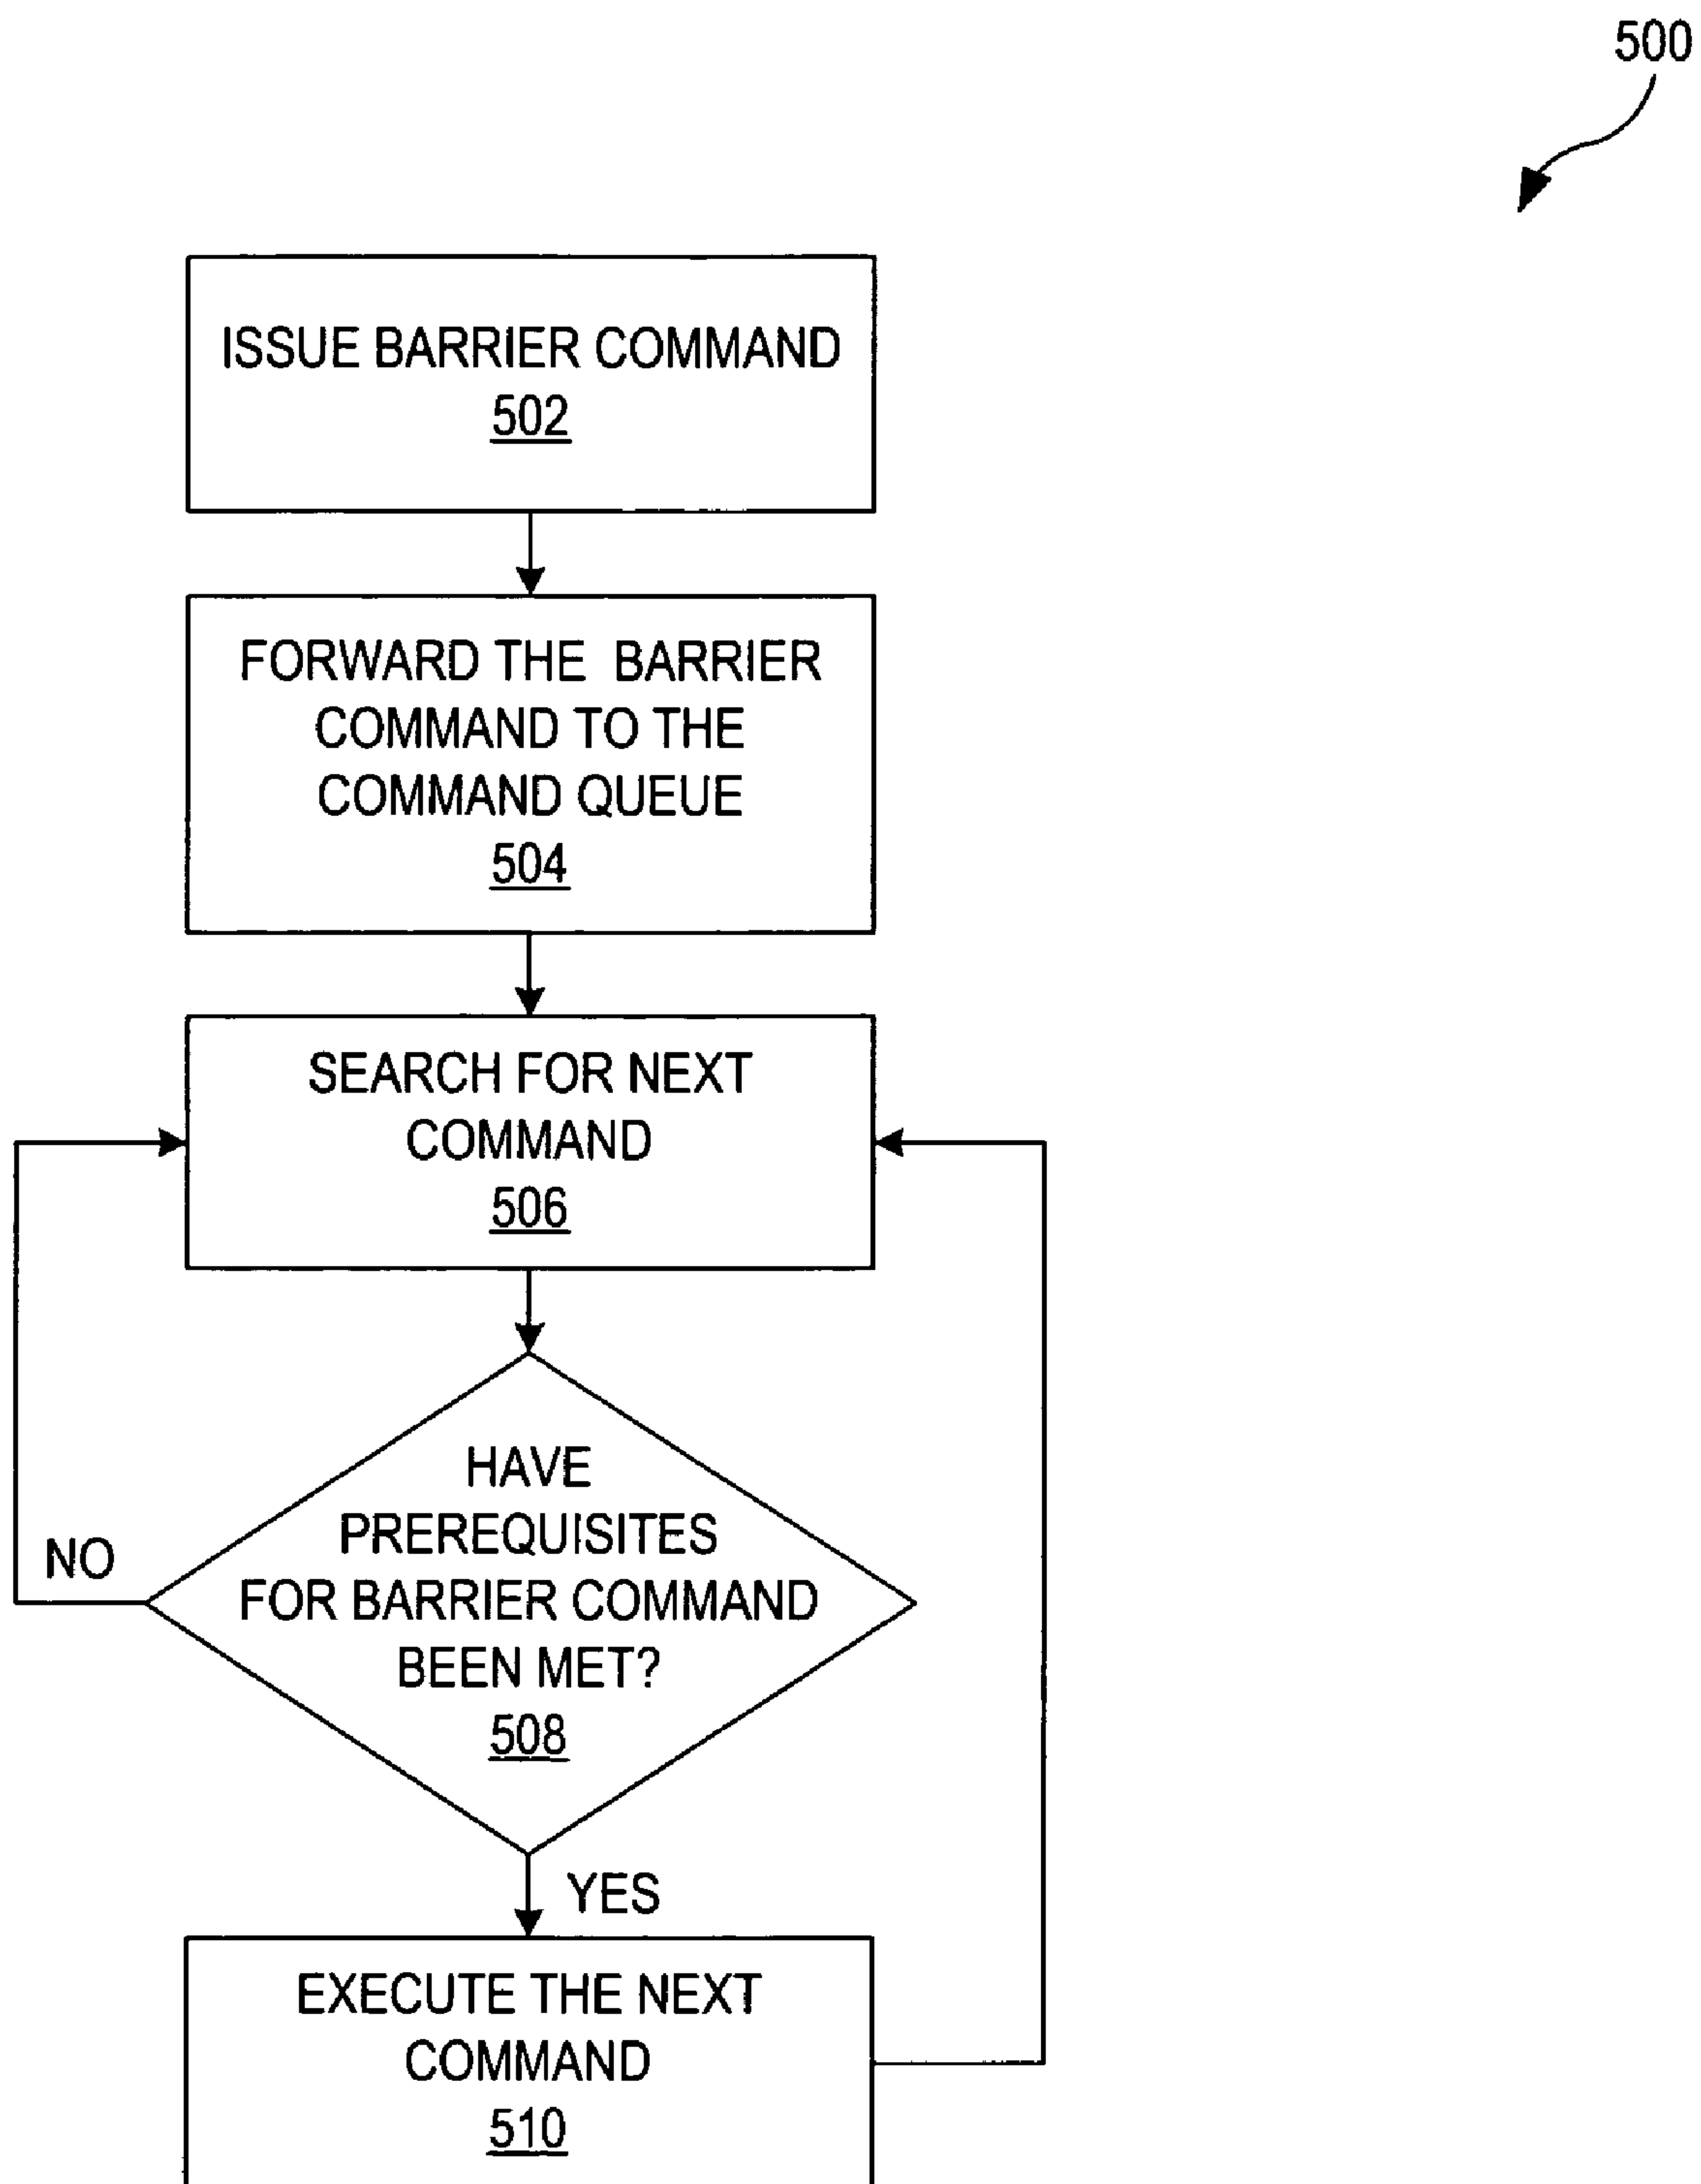 500
ISSUE BARRIER COMMAND
502
FORWARD THE BARRIER
COMMAND TO THE
COMMAND QUEUE
504
SEARCH FOR NEXT
COMMAND
506
HAVE
PREREQUISITES
FOR BARRIER COMMAND
BEEN MET?
508
NO
YES
EXECUTE THE NEXT
COMMAND
510